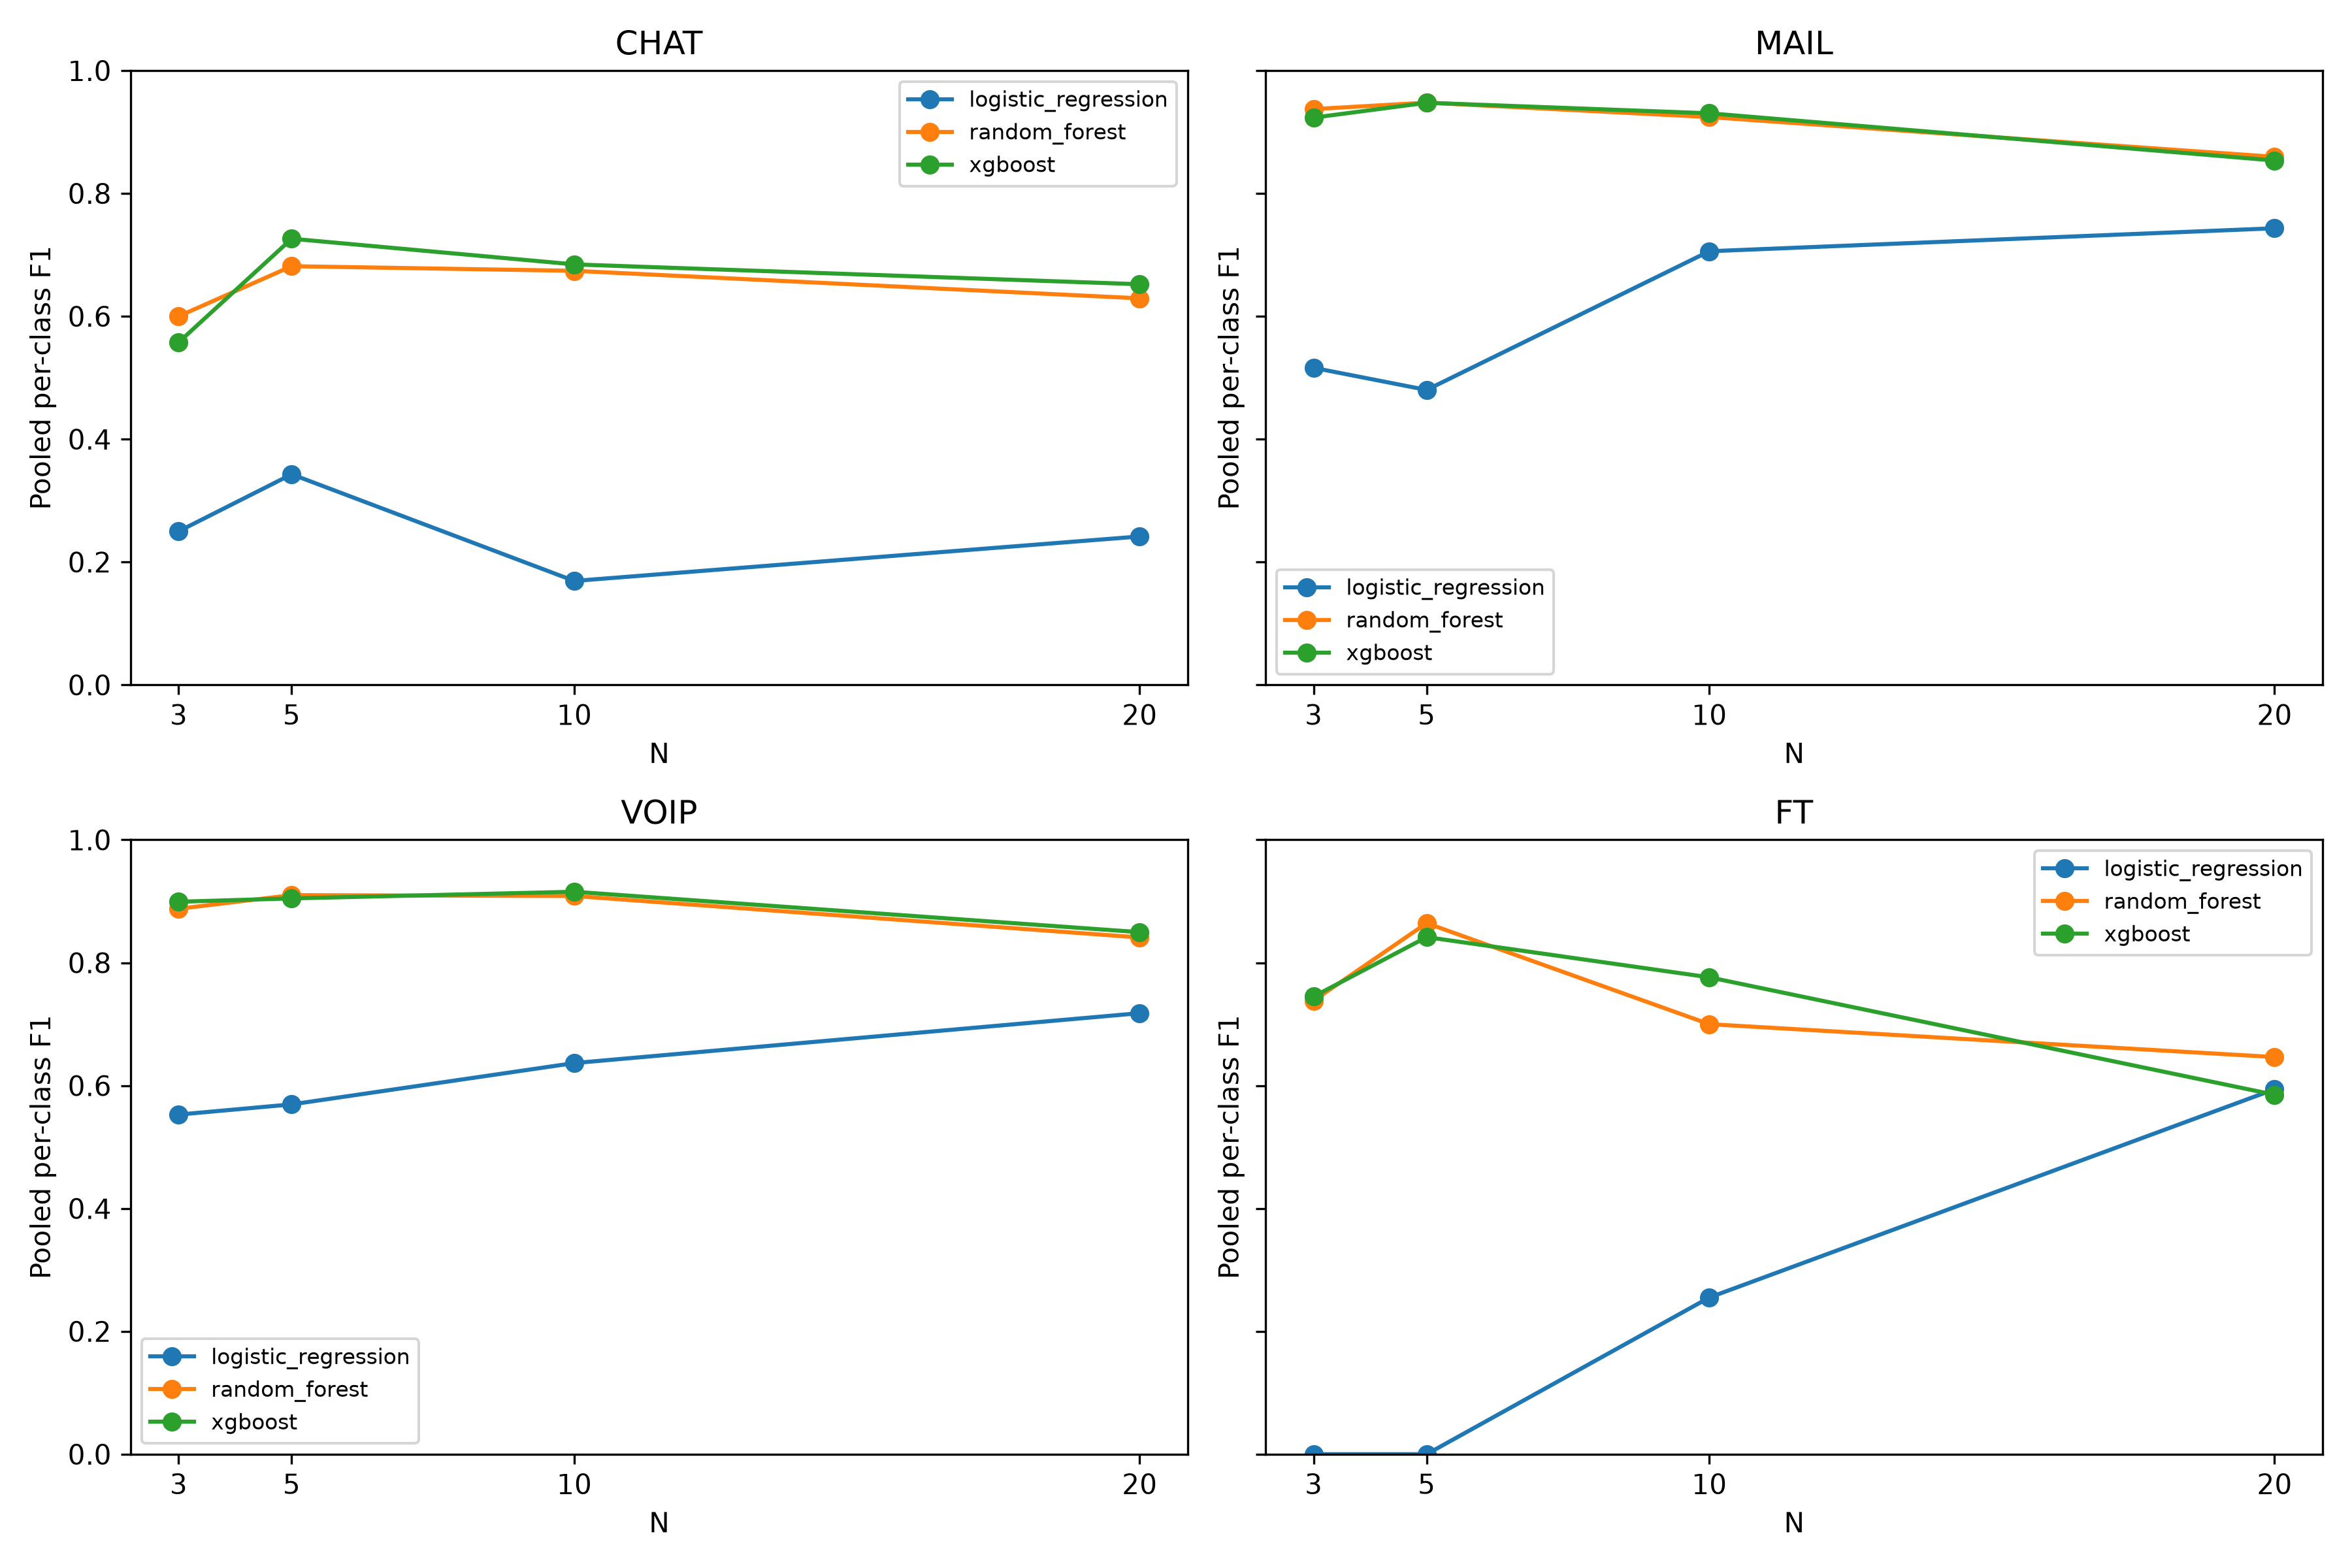 CHAT
1.0
0.8
0.6
0.4
0.2
0.0
Pooled per-class F1
logistic_regression
random_forest
xgboost
3 5 10 20
N
MAIL
Pooled per-class F1
logistic_regression
random_forest
xgboost
3 5 10 20
N
VOIP
1.0
0.8
0.6
0.4
0.2
0.0
Pooled per-class F1
logistic_regression
random_forest
xgboost
3 5 10 20
N
FT
Pooled per-class F1
logistic_regression
random_forest
xgboost
3 5 10 20
N